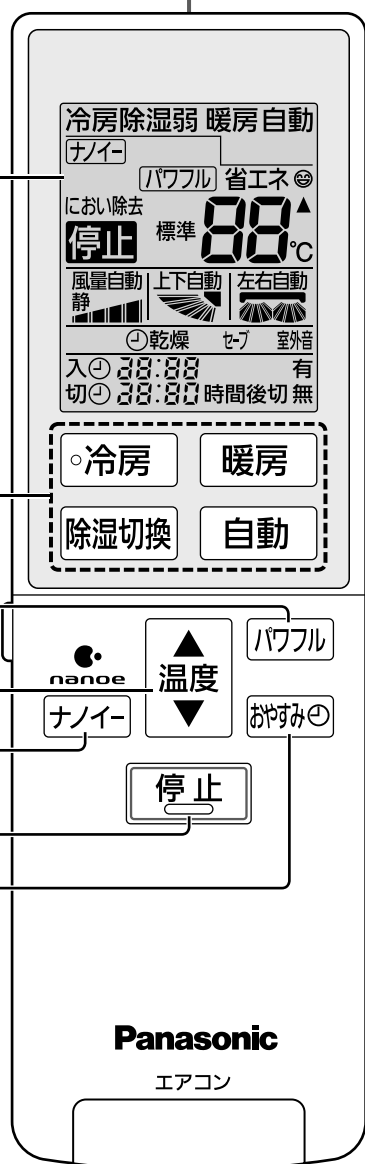 冷房除湿弱 暖房自動
ナノイー
パワフル 省エネ
におい除去
停止 標準 88℃
風量自動 上下自動 左右自動
静
乾燥 セーブ 室外音
入 28:88 有
切 28:80 時間後切 無
冷房 暖房
除湿切換 自動
パワフル
nanoe 温度
ナノイー おやすみ
停止
Panasonic
エアコン